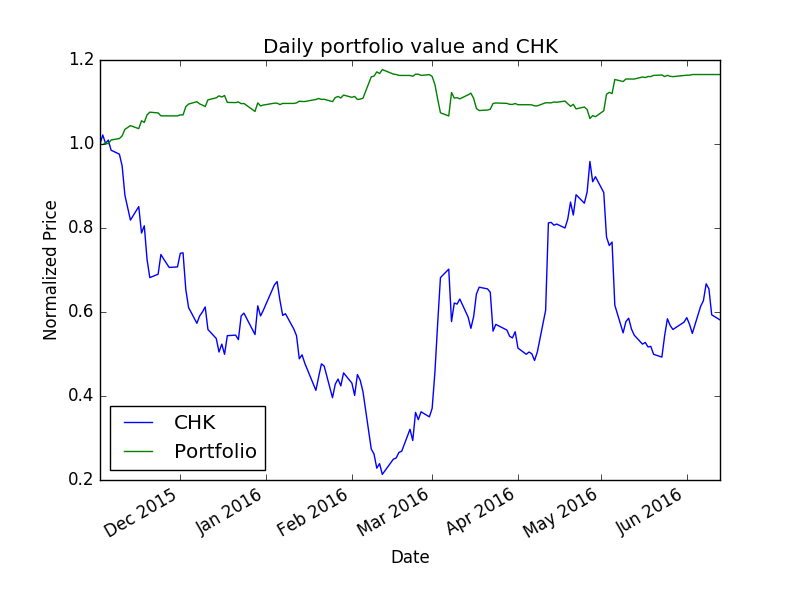 Daily portfolio value and CHK
1.2
1.0
0.8
0.6
0.4
0.2
Normalized Price
CHK
Portfolio
Dec 2015
Jan 2016
Feb 2016
Mar 2016
Apr 2016
May 2016
Jun 2016
Date